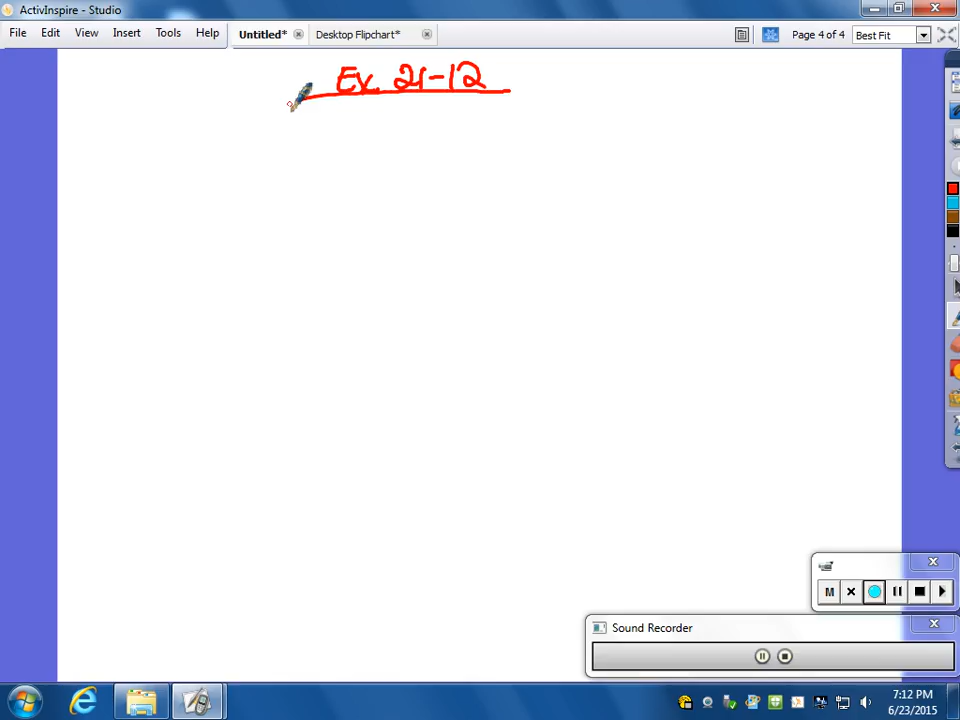 ActivInspire - Studio
File Edit View Insert Tools Help
Untitled* Desktop Flipchart* Page 4 of 4 Best Fit
Ex. 21-12
M
Sound Recorder
7:12 PM
6/23/2015